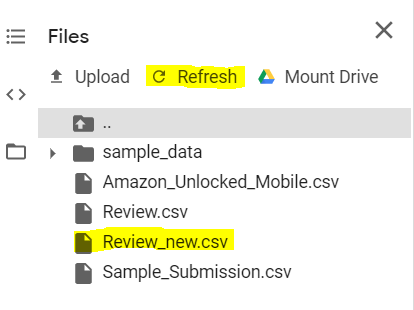 Files
Upload Refresh Mount Drive
..
sample_data
Amazon_Unlocked_Mobile.csv
Review.csv
Review_new.csv
Sample_Submission.csv